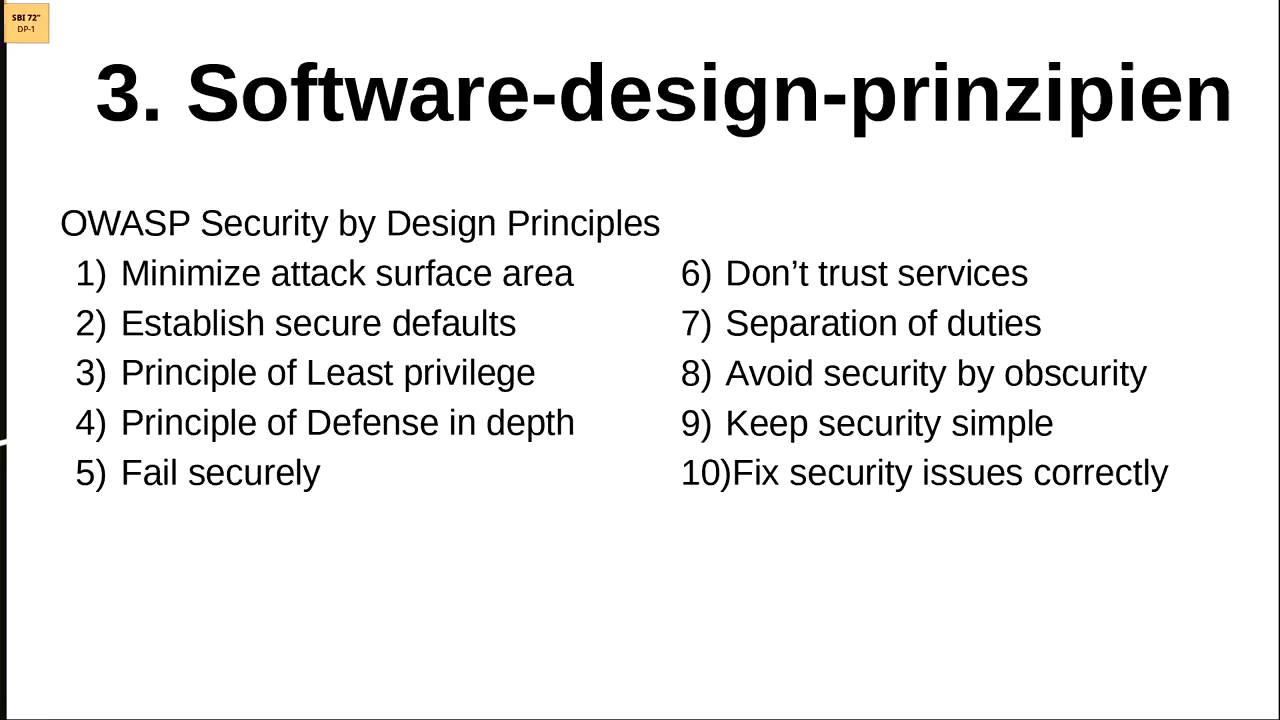 SBI 72"
DP-1
3. Software-design-prinzipien
OWASP Security by Design Principles
1) Minimize attack surface area
2) Establish secure defaults
3) Principle of Least privilege
4) Principle of Defense in depth
5) Fail securely
6) Don’t trust services
7) Separation of duties
8) Avoid security by obscurity
9) Keep security simple
10)Fix security issues correctly